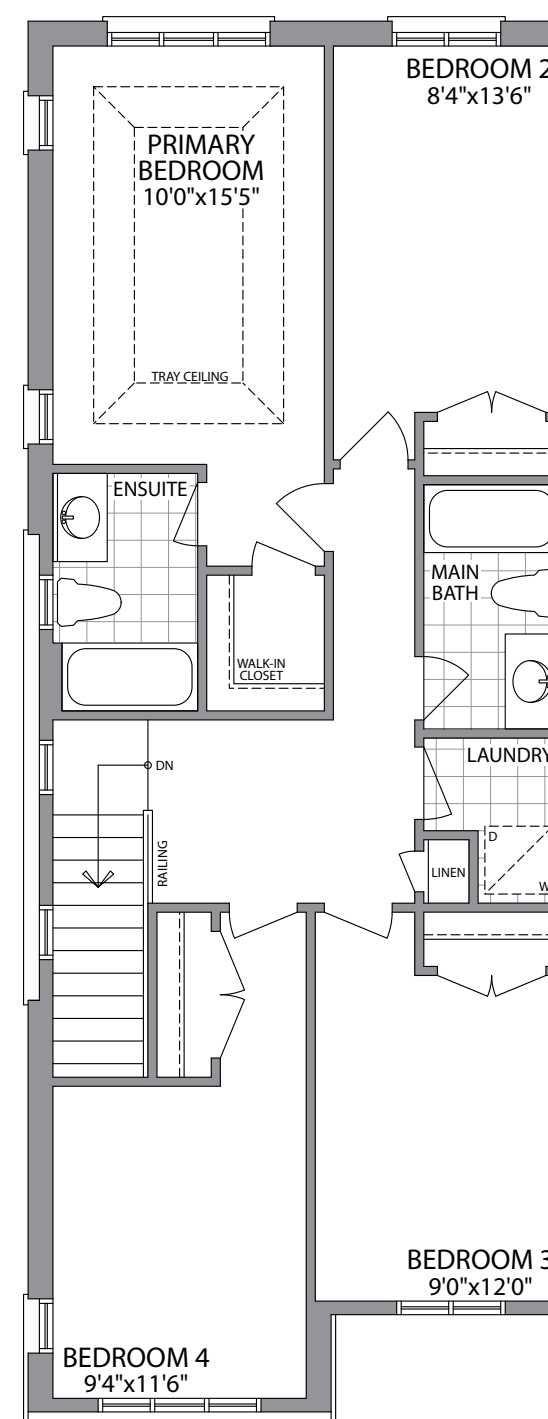 BEDROOM 2
8'4"x13'6"
PRIMARY
BEDROOM
10'0"x15'5"
TRAY CEILING
ENSUITE
MAIN
BATH
WALK-IN
CLOSET
LAUNDRY
DN
RAILING
D
W
LINEN
BEDROOM 3
9'0"x12'0"
BEDROOM 4
9'4"x11'6"